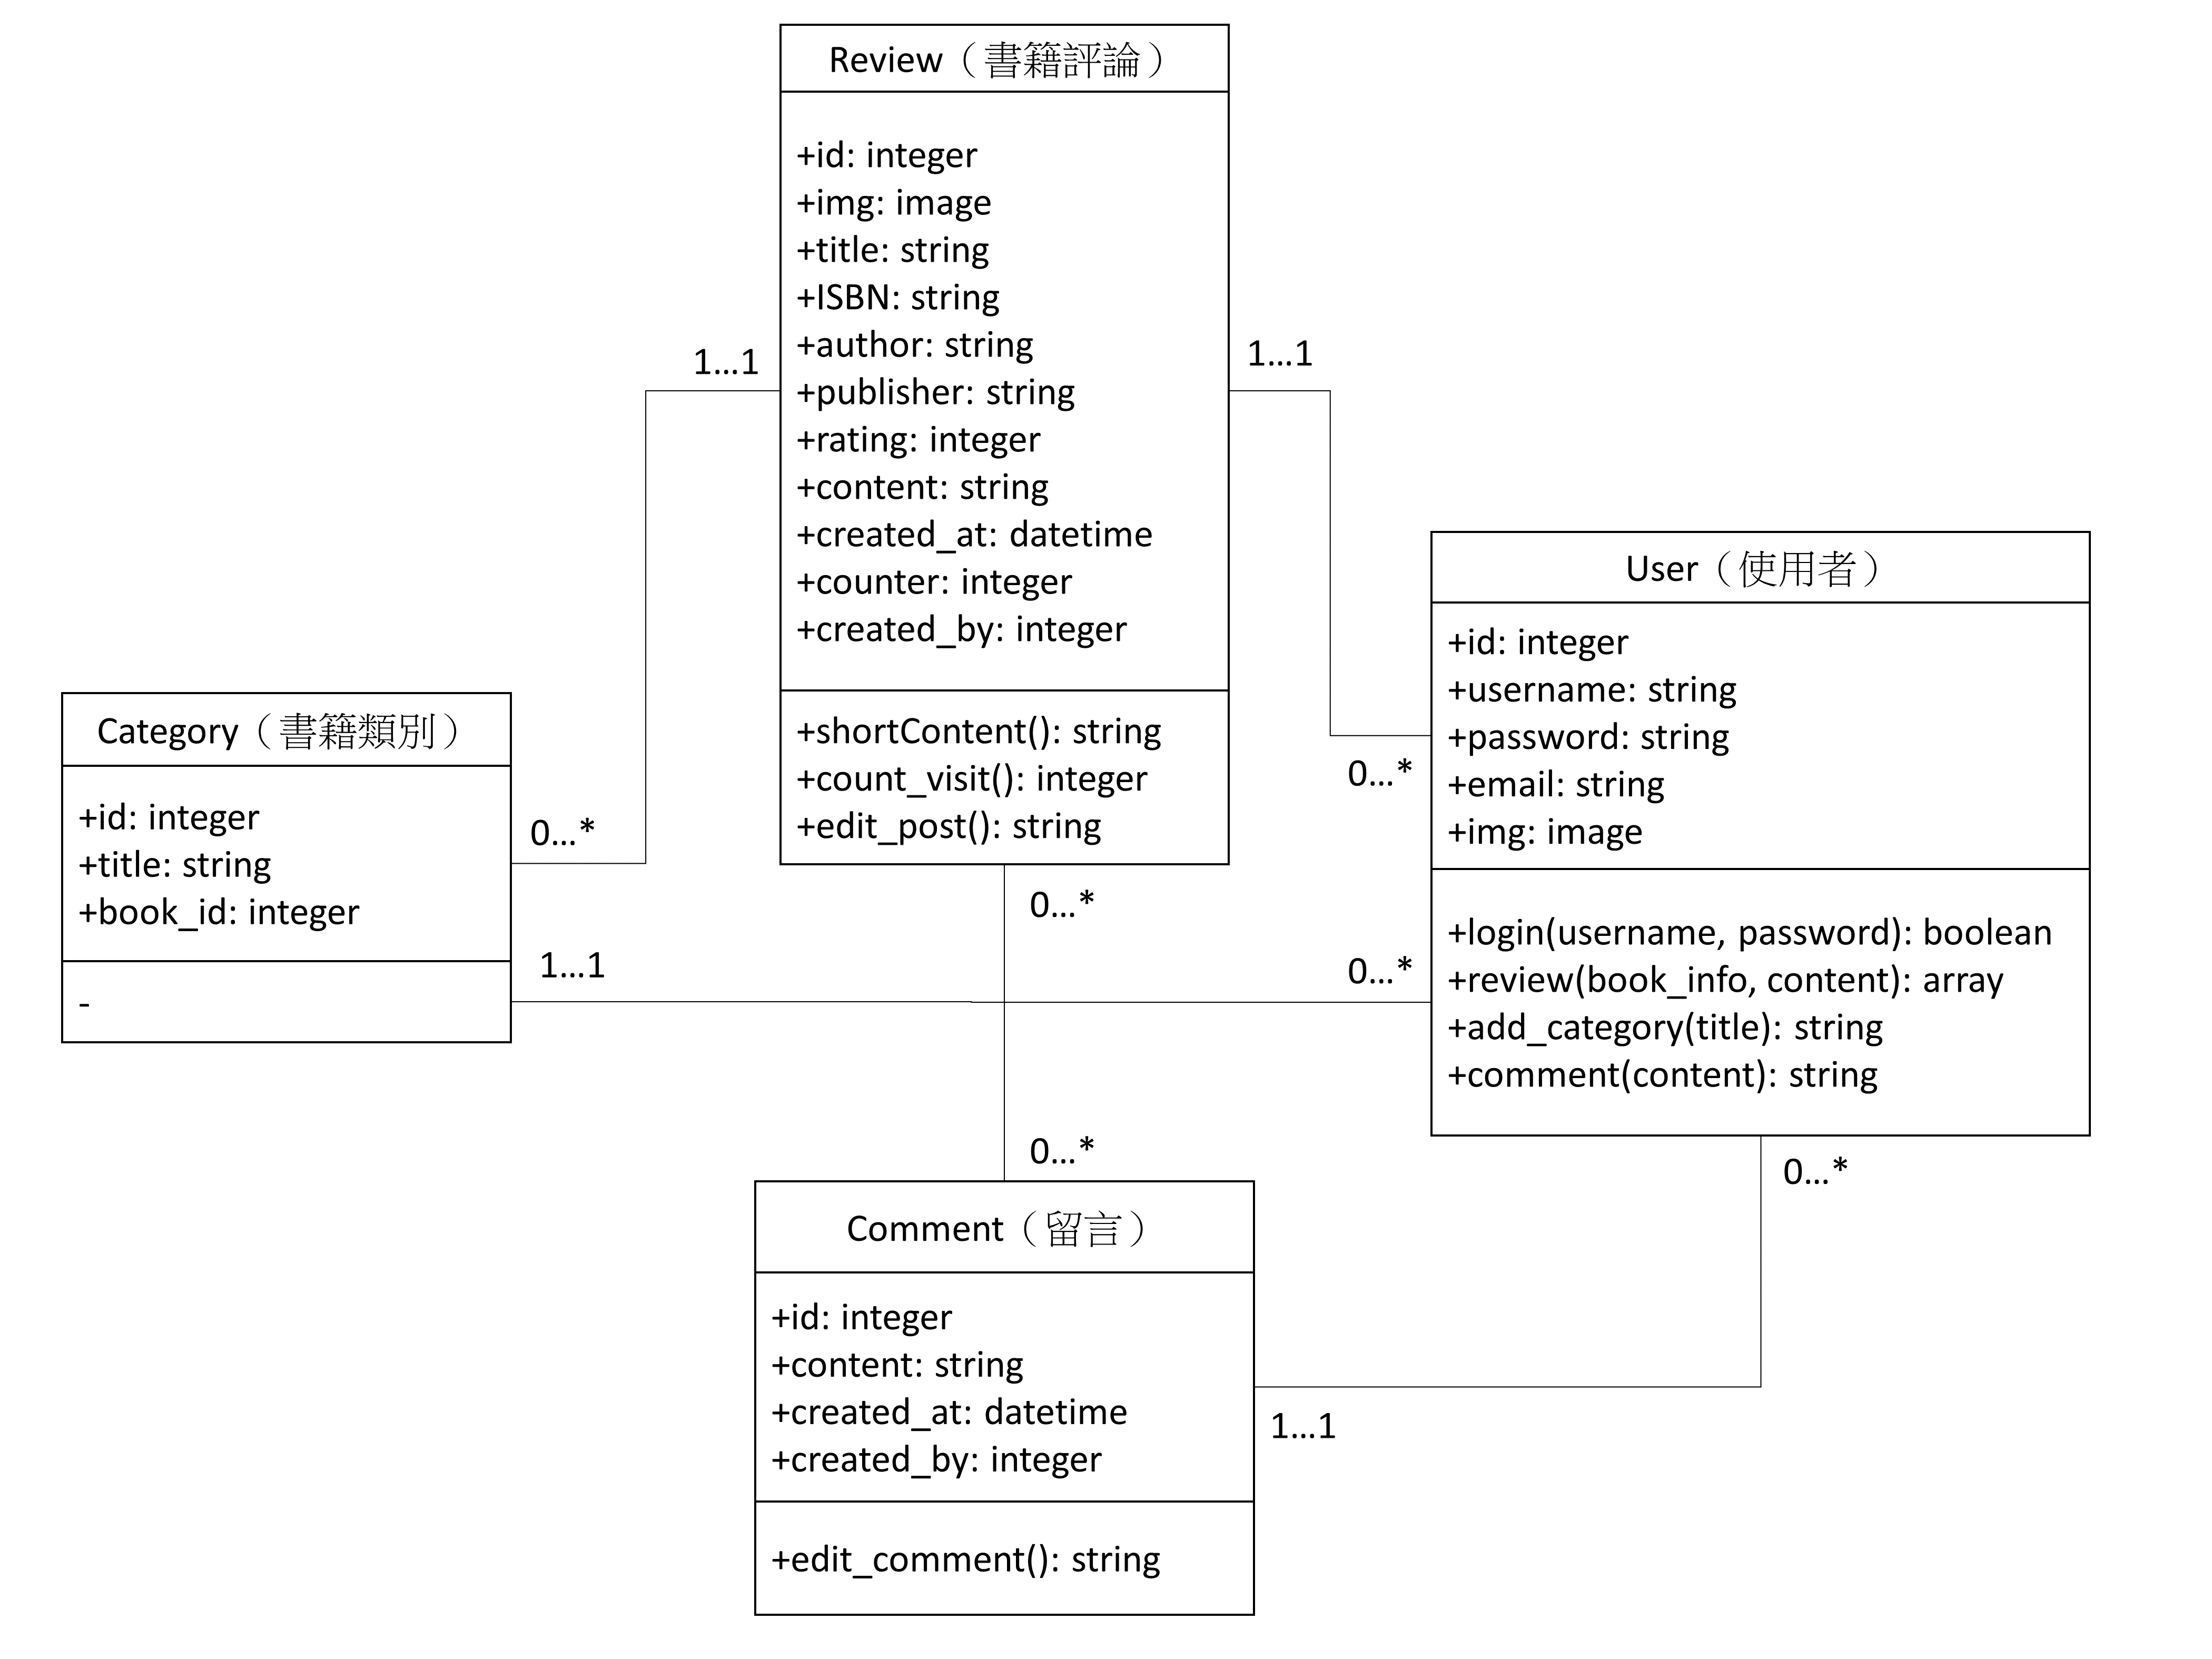 Review（書籍評論）
+id: integer
+img: image
+title: string
+ISBN: string
+author: string
+publisher: string
+rating: integer
+content: string
+created_at: datetime
+counter: integer
+created_by: integer
+shortContent(): string
+count_visit(): integer
+edit_post(): string
1...1
1...1
0...*
User（使用者）
+id: integer
+username: string
+password: string
+email: string
+img: image
+login(username, password): boolean
+review(book_info, content): array
+add_category(title): string
+comment(content): string
0...*
0...*
0...*
Category（書籍類別）
+id: integer
+title: string
+book_id: integer
-
0...*
1...1
0...*
Comment（留言）
+id: integer
+content: string
+created_at: datetime
+created_by: integer
+edit_comment(): string
1...1